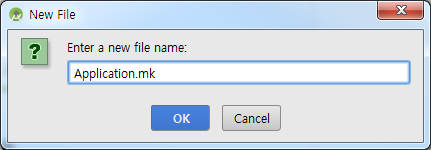 New File
Enter a new file name:
Application.mk
OK
Cancel